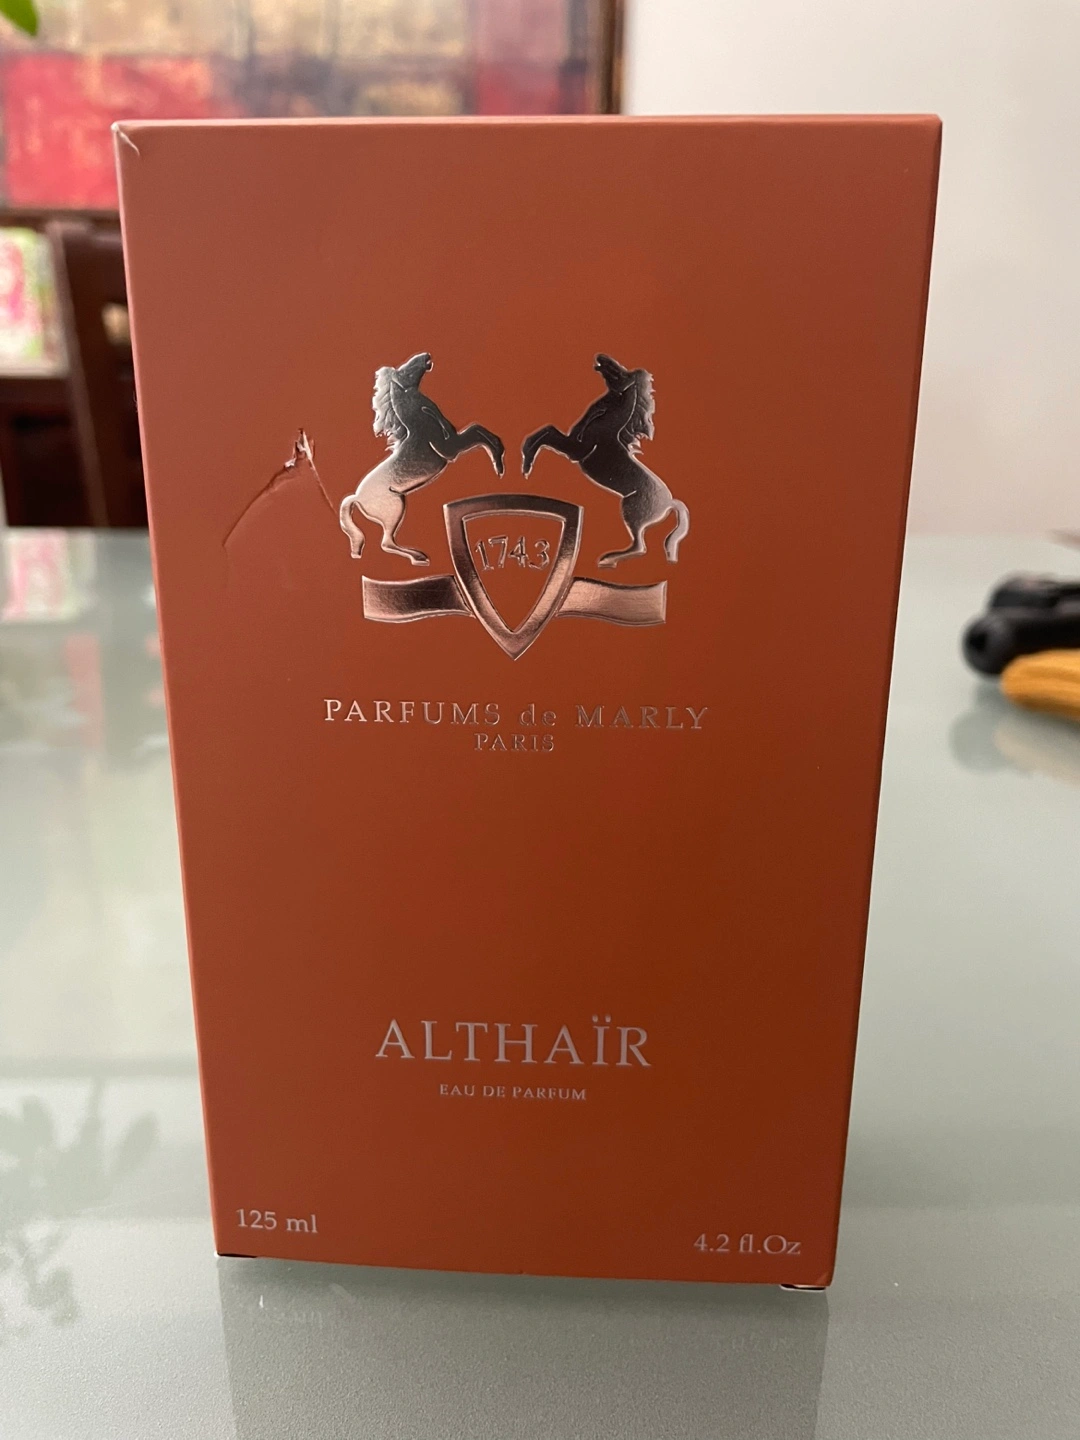 1743
PARFUMS de MARLY
PARIS
ALTHAÏR
EAU DE PARFUM
125 ml
4.2 fl.Oz